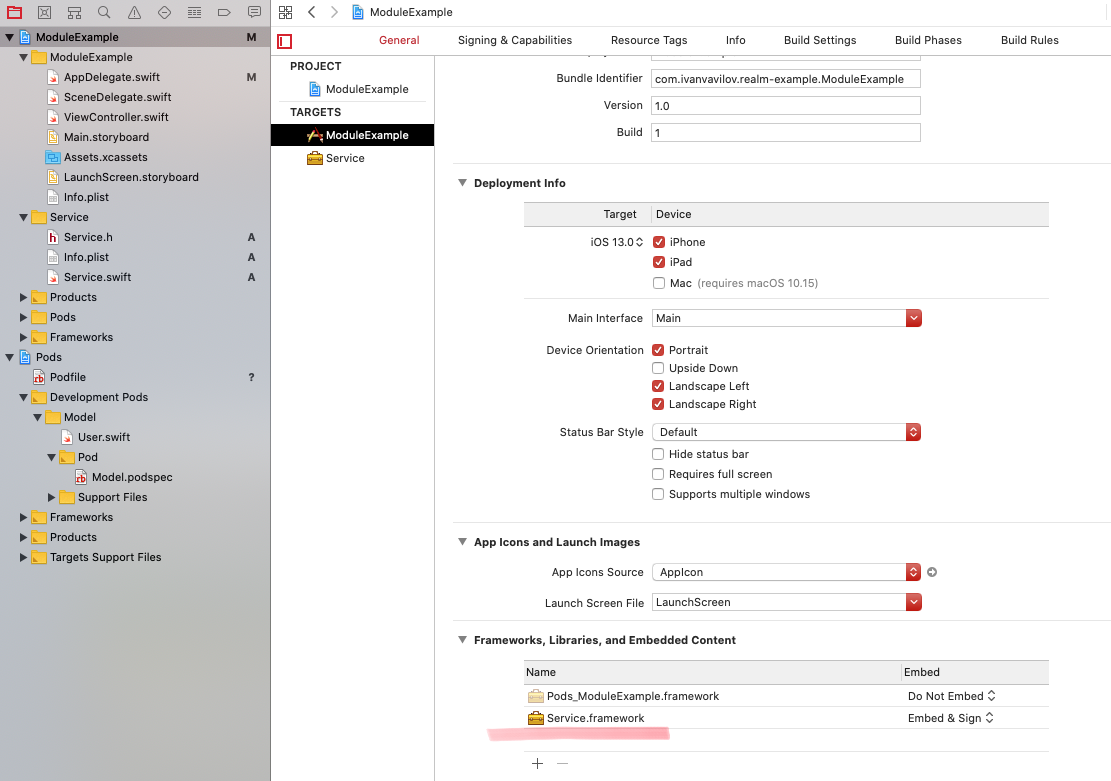 ModuleExample
ModuleExample M
ModuleExample
AppDelegate.swift M
SceneDelegate.swift
ViewController.swift
Main.storyboard
Assets.xcassets
LaunchScreen.storyboard
Info.plist
Service
h Service.h A
Info.plist A
Service.swift A
Products
Pods
Frameworks
Pods
rb Podfile ?
Development Pods
Model
User.swift
Pod
rb Model.podspec
Support Files
Frameworks
Products
Targets Support Files
General Signing & Capabilities Resource Tags Info Build Settings Build Phases Build Rules
PROJECT
ModuleExample
TARGETS
ModuleExample
Service
Bundle Identifier com.ivanvavilov.realm-example.ModuleExample
Version 1.0
Build 1
Deployment Info
Target Device
iOS 13.0 iPhone
iPad
Mac (requires macOS 10.15)
Main Interface Main
Device Orientation Portrait
Upside Down
Landscape Left
Landscape Right
Status Bar Style Default
Hide status bar
Requires full screen
Supports multiple windows
App Icons and Launch Images
App Icons Source AppIcon
Launch Screen File LaunchScreen
Frameworks, Libraries, and Embedded Content
Name Embed
Pods_ModuleExample.framework Do Not Embed
Service.framework Embed & Sign